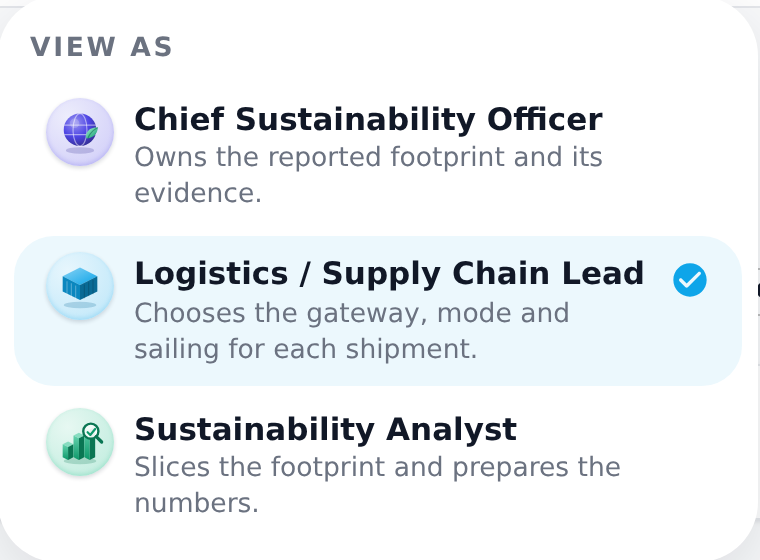 VIEW AS
Chief Sustainability Officer
Owns the reported footprint and its
evidence.
Logistics / Supply Chain Lead
Chooses the gateway, mode and
sailing for each shipment.
Sustainability Analyst
Slices the footprint and prepares the
numbers.